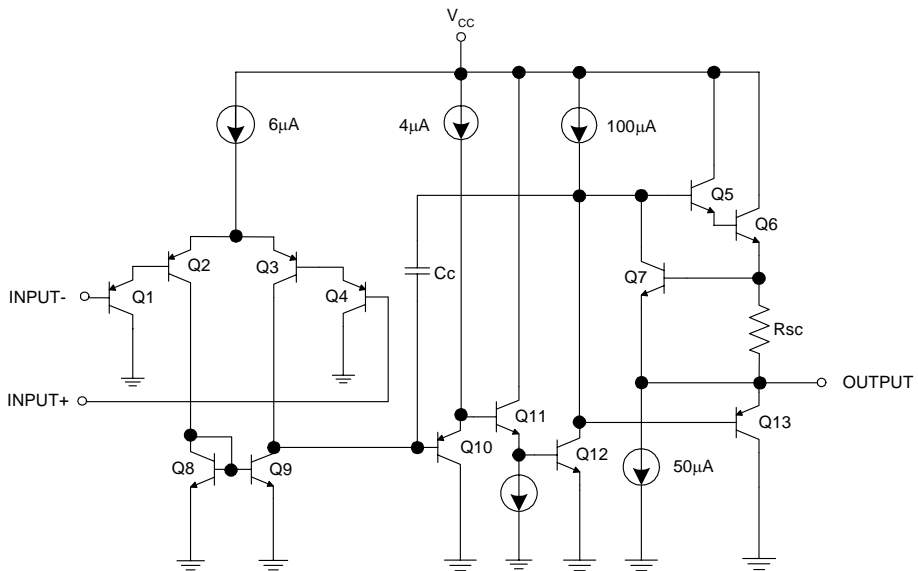 VCC
6μA
4μA
100μA
Q5
Q6
Q2
Q3
Cc
Q7
INPUT-
Q1
Q4
Rsc
OUTPUT
INPUT+
Q11
Q13
Q8
Q9
Q10
Q12
50μA